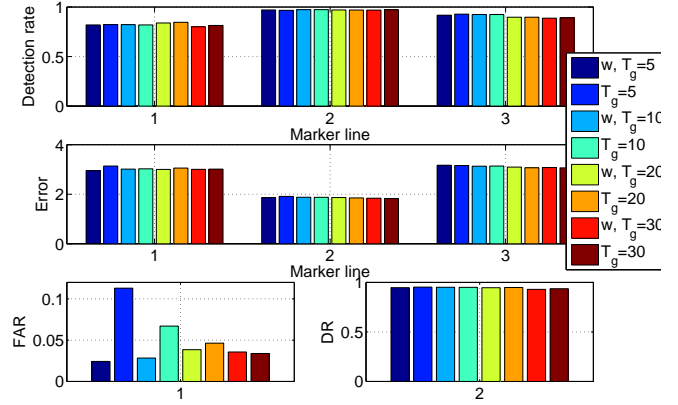 Detection rate
1
0.5
0
1
2
3
Marker line
Error
4
2
0
1
2
3
Marker line
FAR
0.1
0.05
0
1
DR
1
0.5
0
2
w, T_g=5
T_g=5
w, T_g=10
T_g=10
w, T_g=20
T_g=20
w, T_g=30
T_g=30